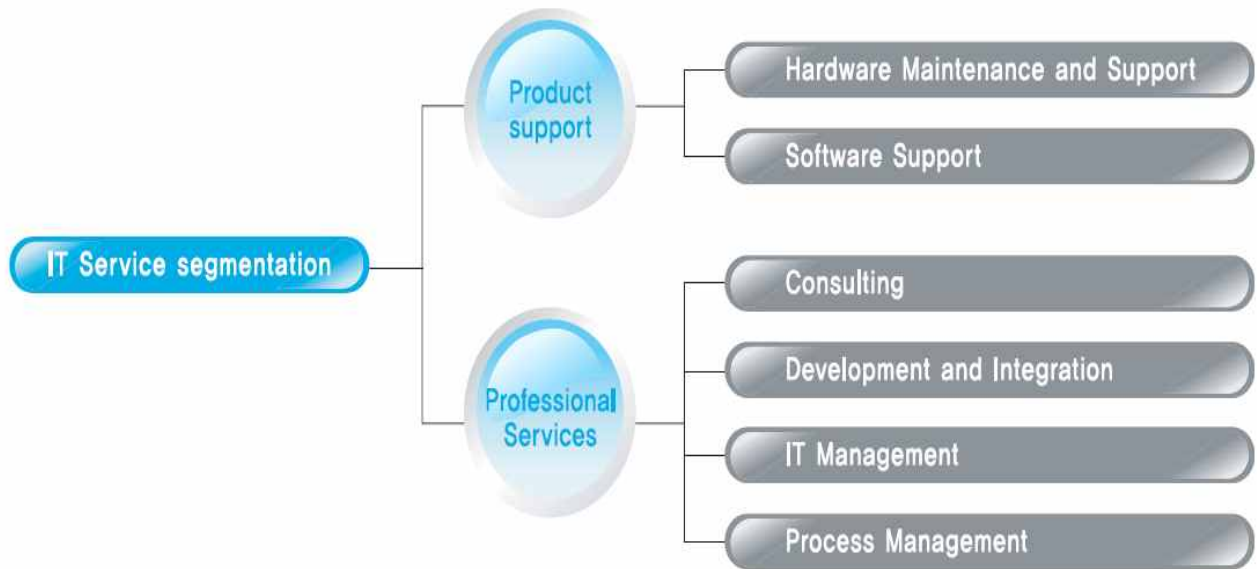 Product
support
Hardware Maintenance and Support
Software Support
IT Service segmentation
Professional
Services
Consulting
Development and Integration
IT Management
Process Management